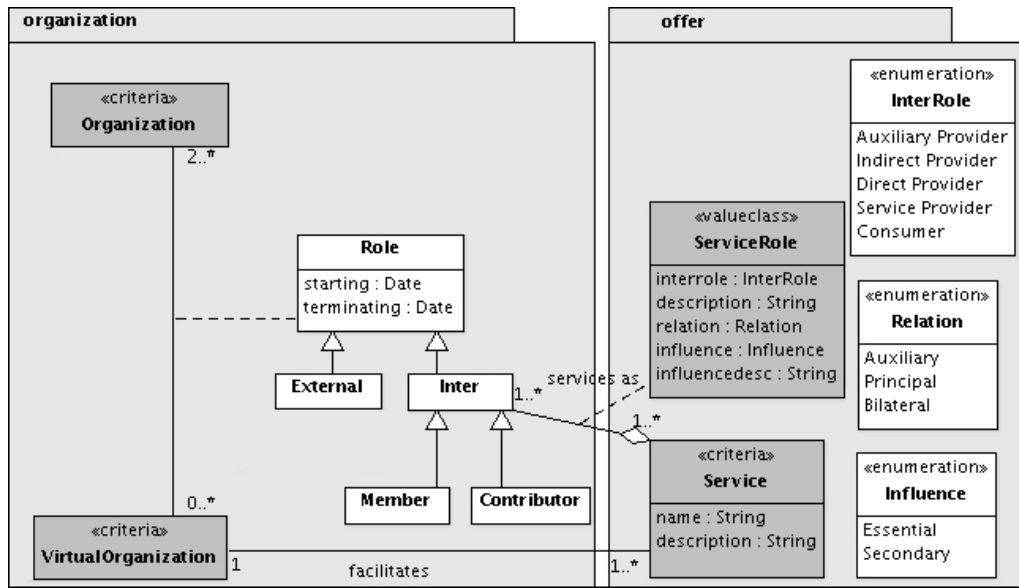 organization
offer
«criteria»
Organization
2..*
Role
starting : Date
terminating : Date
External
Inter
1..*
services as
1..*
Member
Contributor
0..*
«criteria»
VirtualOrganization
1
facilitates
1..*
«enumeration»
InterRole
Auxiliary Provider
Indirect Provider
Direct Provider
Service Provider
Consumer
«valueclass»
ServiceRole
interrole : InterRole
description : String
relation : Relation
influence : Influence
influencedesc : String
«enumeration»
Relation
Auxiliary
Principal
Bilateral
«criteria»
Service
name : String
description : String
«enumeration»
Influence
Essential
Secondary